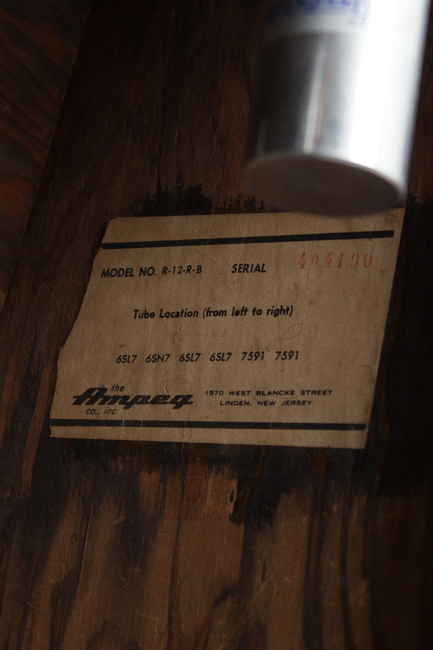 MODEL NO. R-12-R-B SERIAL 404190
Tube Location (from left to right)
6SL7 6SN7 6SL7 6SL7 7591 7591
the
Ampeg
co., inc
1570 WEST BLANCKE STREET
LINDEN, NEW JERSEY